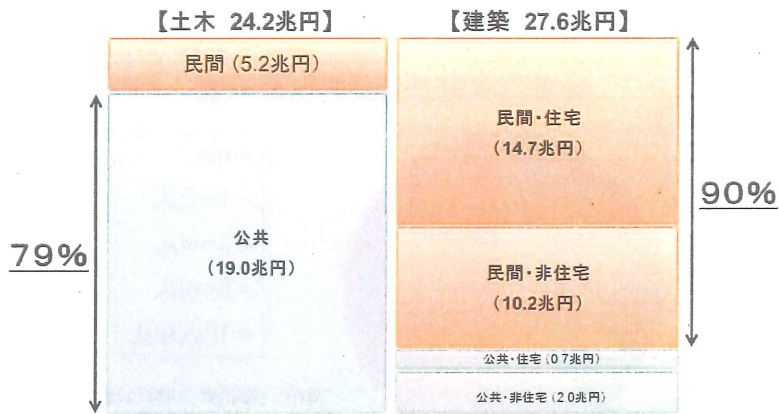 【土木 24.2兆円】
【建築 27.6兆円】
民間（5.2兆円）
79%
公共
（19.0兆円）
民間・住宅
（14.7兆円）
90%
民間・非住宅
（10.2兆円）
公共・住宅（0.7兆円）
公共・非住宅（2.0兆円）